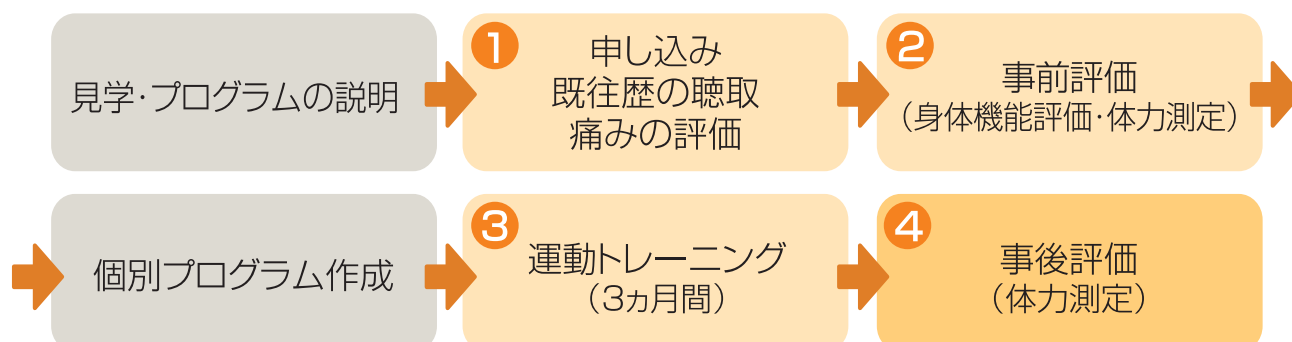 見学・プログラムの説明
1
申し込み
既往歴の聴取
痛みの評価
2
事前評価
（身体機能評価・体力測定）
個別プログラム作成
3
運動トレーニング
（3ヵ月間）
4
事後評価
（体力測定）